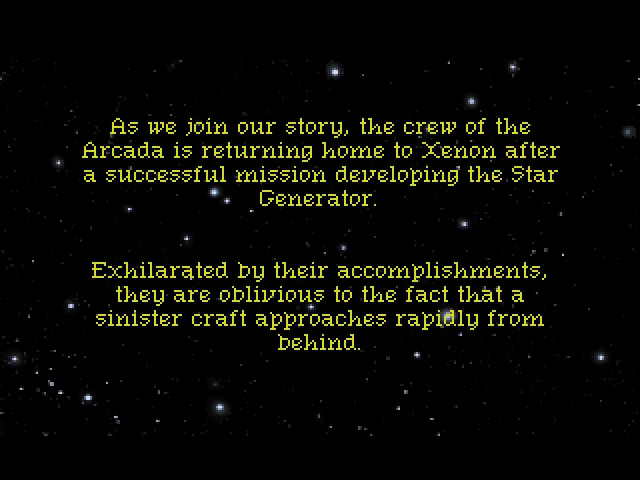 As we join our story, the crew of the
Arcada is returning home to Xenon after
a successful mission developing the Star
Generator.
Exhilarated by their accomplishments,
they are oblivious to the fact that a
sinister craft approaches rapidly from
behind.